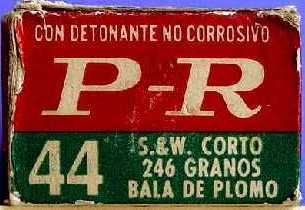 CON DETONANTE NO CORROSIVO
P-R
44
S.&W. CORTO
246 GRANOS
BALA DE PLOMO